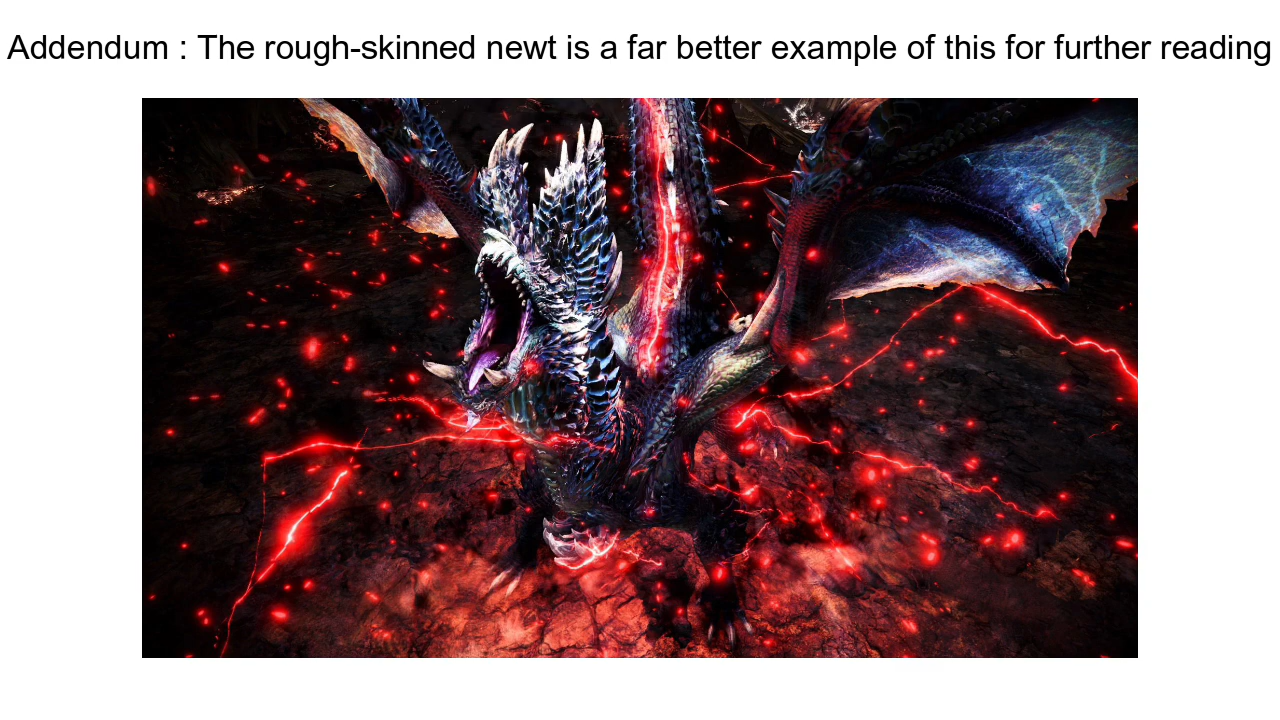 Addendum : The rough-skinned newt is a far better example of this for further reading